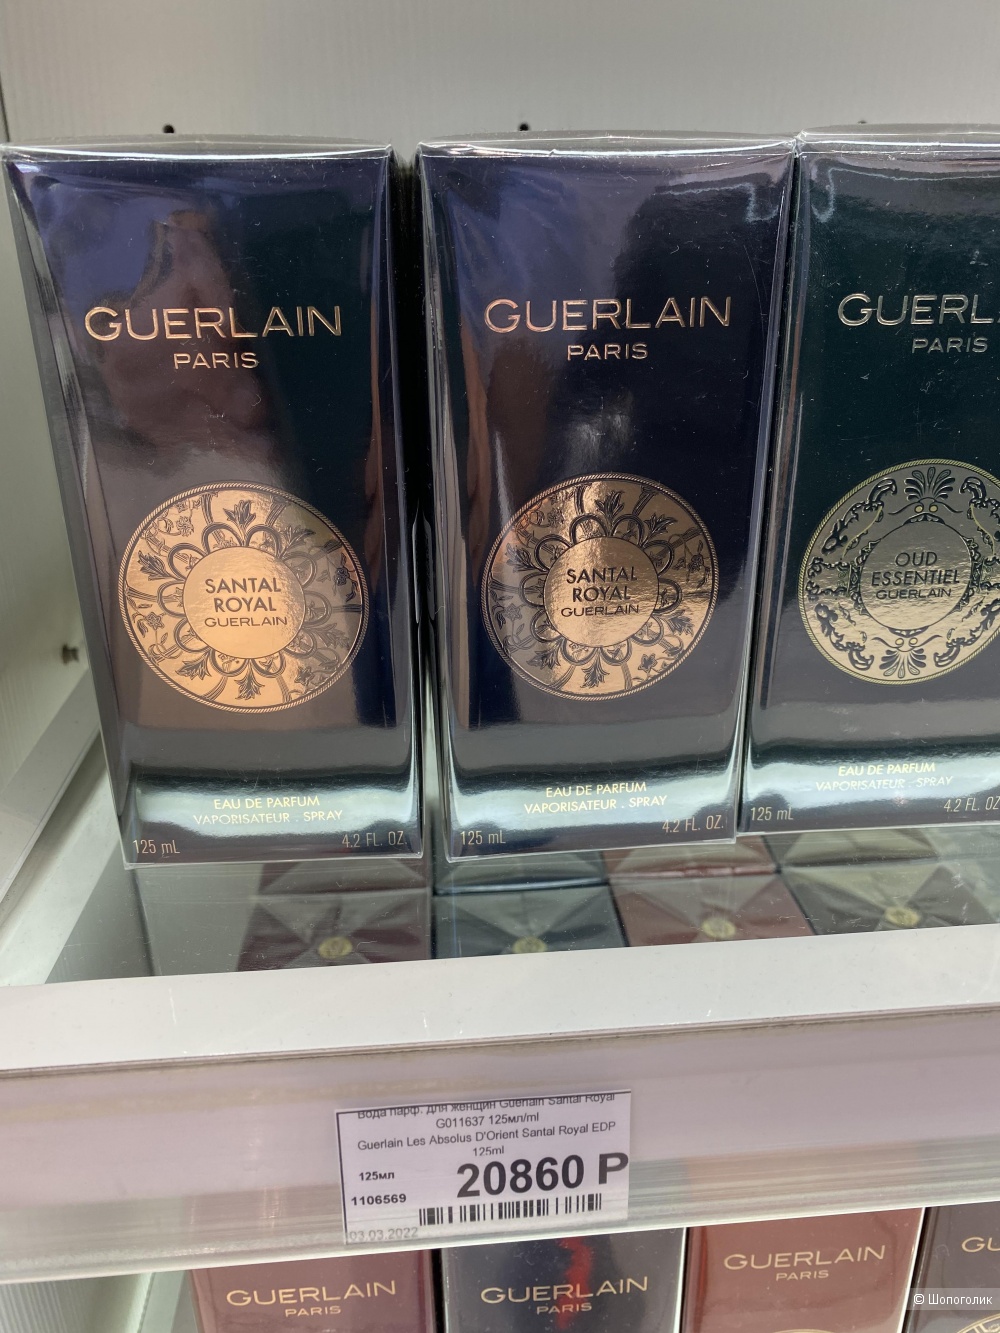 GUERLAIN
PARIS
SANTAL
ROYAL
GUERLAIN
EAU DE PARFUM
VAPORISATEUR . SPRAY
125 mL
4.2 FL. OZ.
GUERLAIN
PARIS
SANTAL
ROYAL
GUERLAIN
EAU DE PARFUM
VAPORISATEUR . SPRAY
125 mL
4.2 FL. OZ.
GUERLA
PARIS
OUD
ESSENTIEL
GUERLAIN
EAU DE PARFUM
VAPORISATEUR . SPRAY
125 mL
4.2 FL. OZ
Вода парф. для женщин Guerlain Santal Royal
G011637 125мл/ml
Guerlain Les Absolus D'Orient Santal Royal EDP
125ml
125мл
20860 Р
1106569
03.03.2022
GUERLAIN
PARIS
GUERLAIN
PARIS
GUERLAIN
PARIS
GU
© Шопоголик